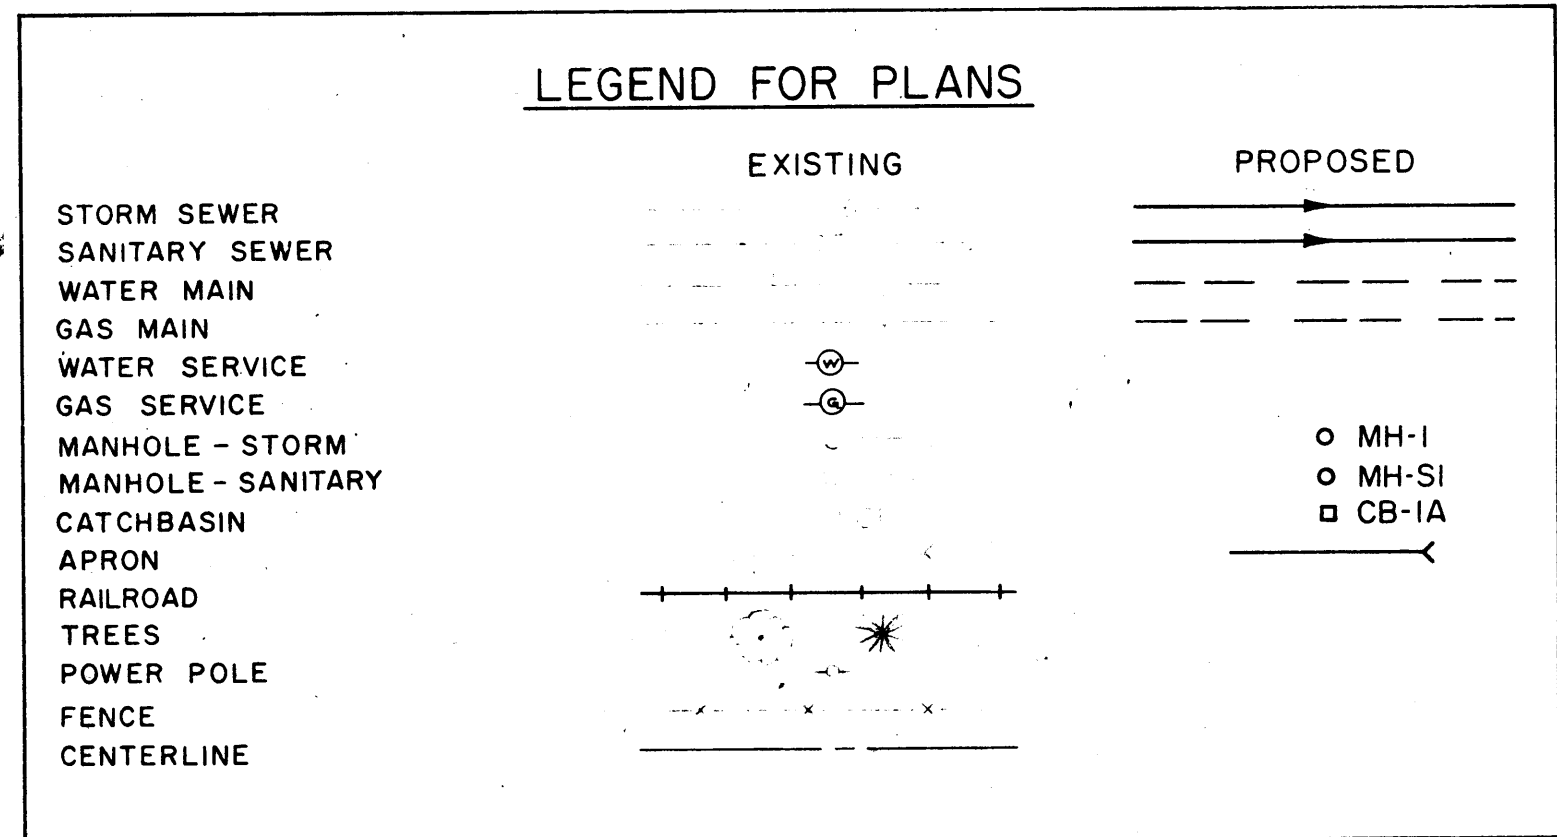 LEGEND FOR PLANS
EXISTING PROPOSED
STORM SEWER
SANITARY SEWER
WATER MAIN
GAS MAIN
WATER SERVICE W
GAS SERVICE G
MANHOLE - STORM MH-1
MANHOLE - SANITARY MH-S1
CATCHBASIN CB-1A
APRON
RAILROAD
TREES
POWER POLE
FENCE
CENTERLINE